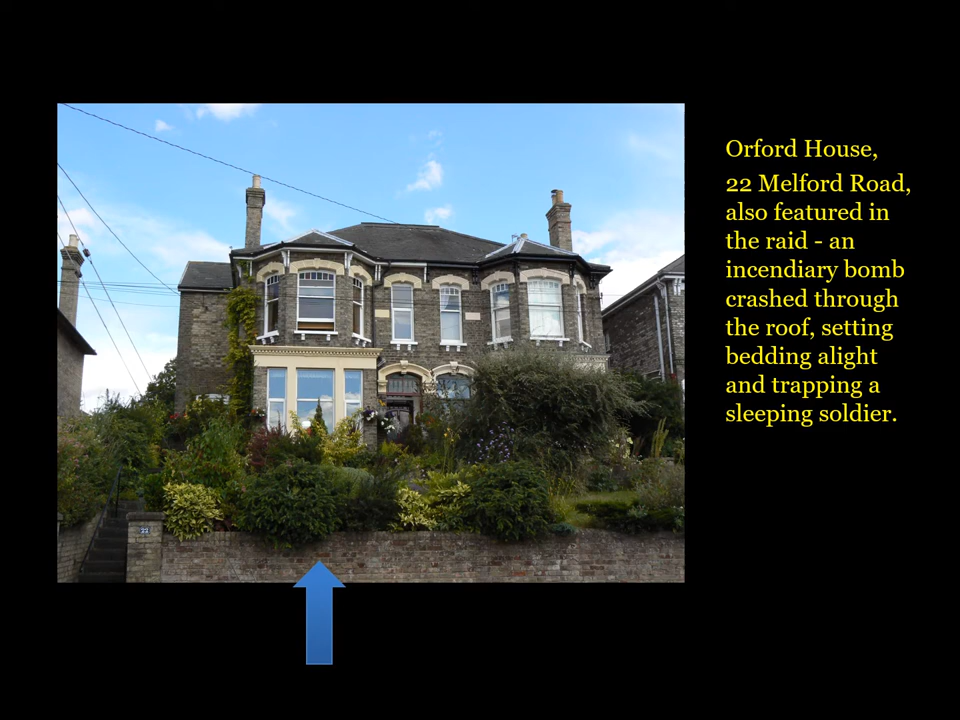 Orford House,
22 Melford Road,
also featured in
the raid - an
incendiary bomb
crashed through
the roof, setting
bedding alight
and trapping a
sleeping soldier.
22